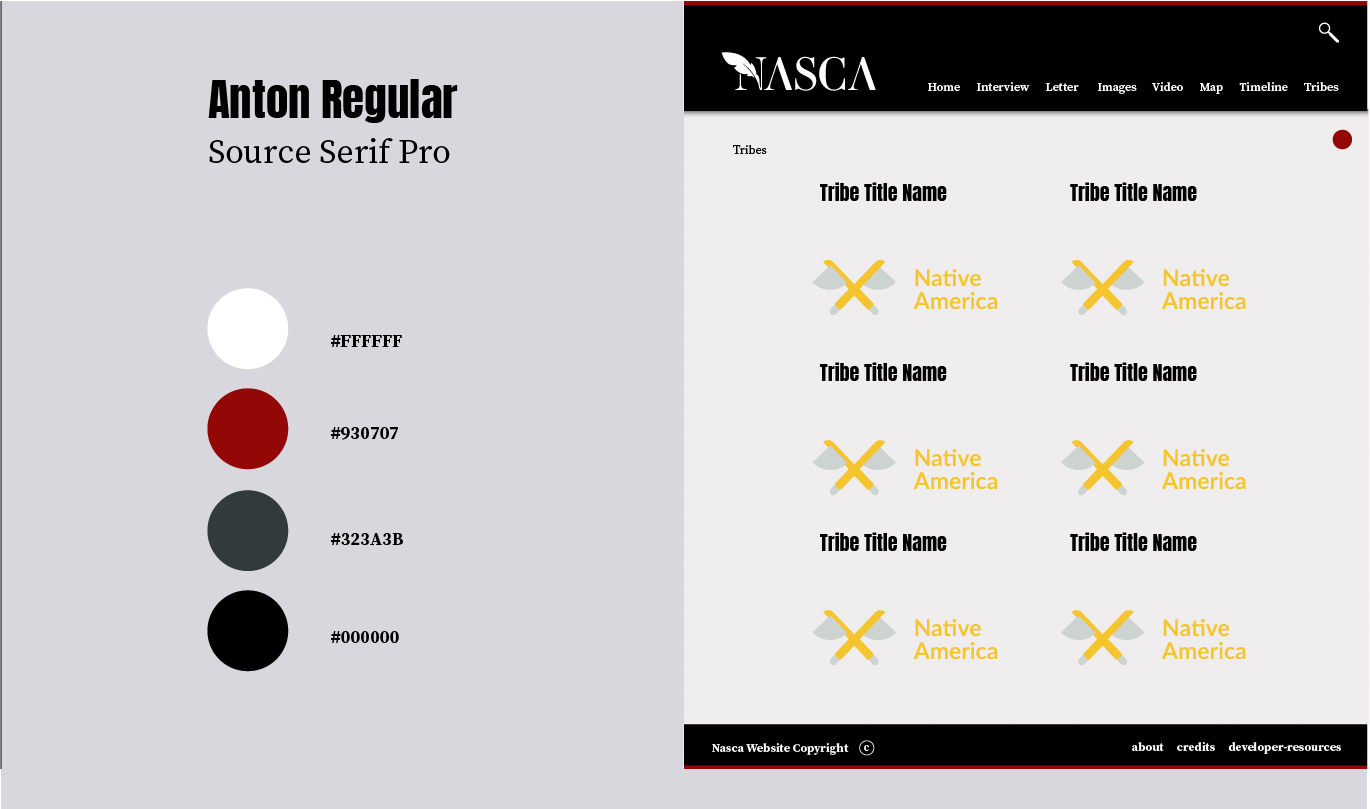 Anton Regular
Source Serif Pro
#FFFFFF
#930707
#323A3B
#000000
NASCA
Home Interview Letter Images Video Map Timeline Tribes
Tribes
Tribe Title Name Tribe Title Name
Native America Native America
Tribe Title Name Tribe Title Name
Native America Native America
Tribe Title Name Tribe Title Name
Native America Native America
Nasca Website Copyright © about credits developer-resources